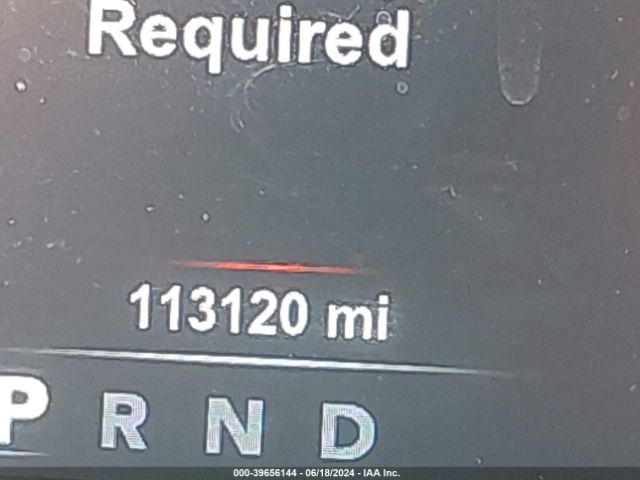 Required
113120 mi
P R N D
000-39656144 - 06/18/2024 - IAA Inc.